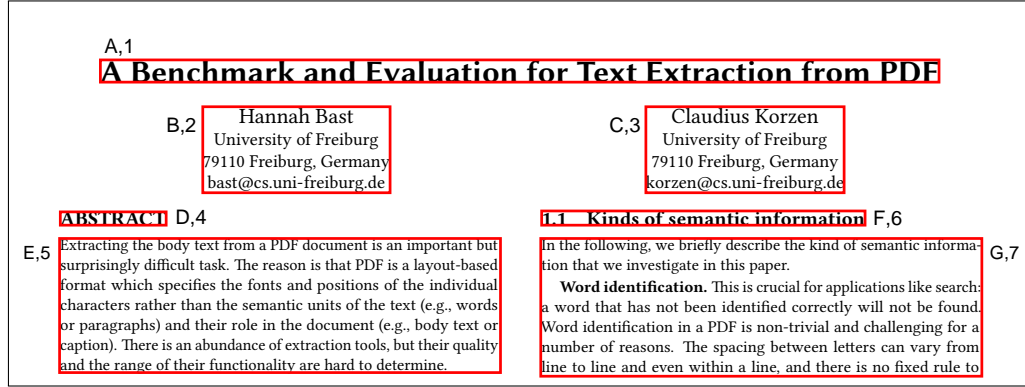 A,1
A Benchmark and Evaluation for Text Extraction from PDF
B,2
Hannah Bast
University of Freiburg
79110 Freiburg, Germany
bast@cs.uni-freiburg.de
C,3
Claudius Korzen
University of Freiburg
79110 Freiburg, Germany
korzen@cs.uni-freiburg.de
ABSTRACT D,4
E,5
Extracting the body text from a PDF document is an important but
surprisingly difficult task. The reason is that PDF is a layout-based
format which specifies the fonts and positions of the individual
characters rather than the semantic units of the text (e.g., words
or paragraphs) and their role in the document (e.g., body text or
caption). There is an abundance of extraction tools, but their quality
and the range of their functionality are hard to determine.
1.1 Kinds of semantic information F,6
G,7
In the following, we briefly describe the kind of semantic informa-
tion that we investigate in this paper.
Word identification. This is crucial for applications like search:
a word that has not been identified correctly will not be found.
Word identification in a PDF is non-trivial and challenging for a
number of reasons. The spacing between letters can vary from
line to line and even within a line, and there is no fixed rule to